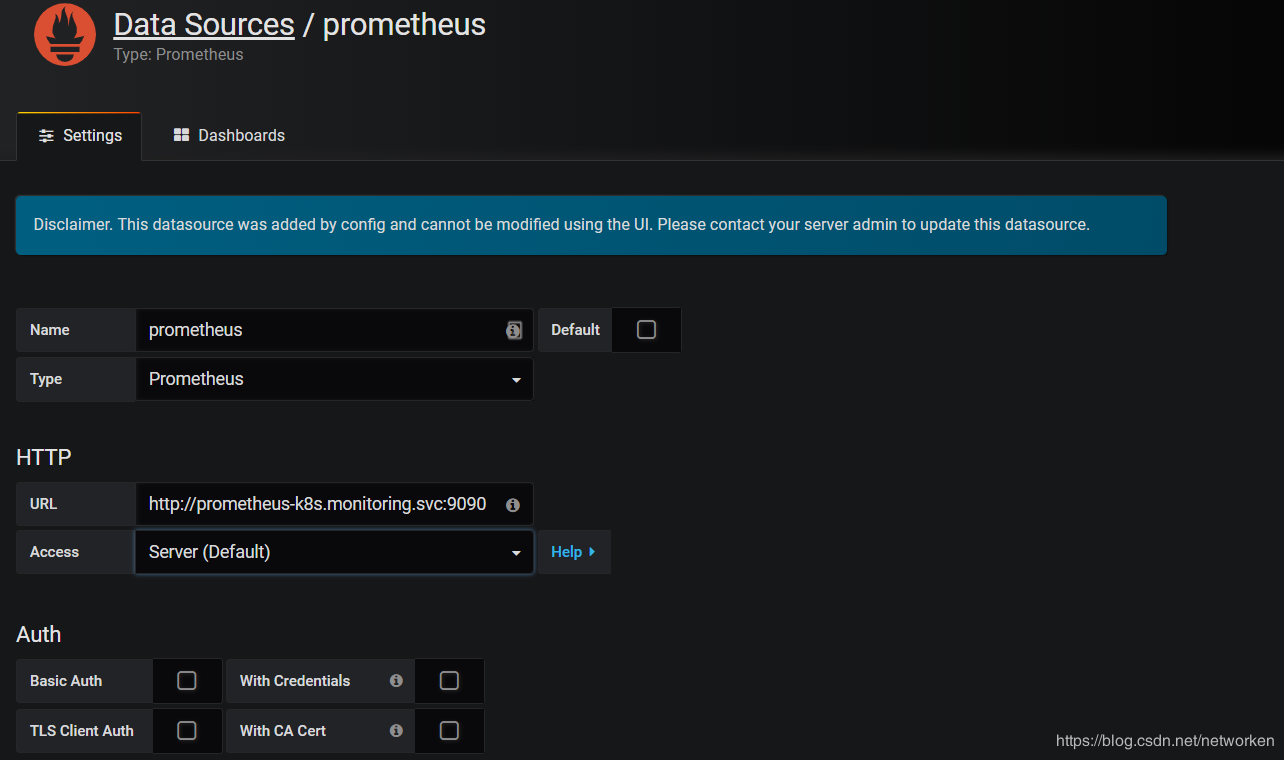 Data Sources / prometheus
Type: Prometheus
Settings Dashboards
Disclaimer. This datasource was added by config and cannot be modified using the UI. Please contact your server admin to update this datasource.
Name prometheus Default
Type Prometheus
HTTP
URL http://prometheus-k8s.monitoring.svc:9090
Access Server (Default) Help
Auth
Basic Auth With Credentials
TLS Client Auth With CA Cert
https://blog.csdn.net/networken